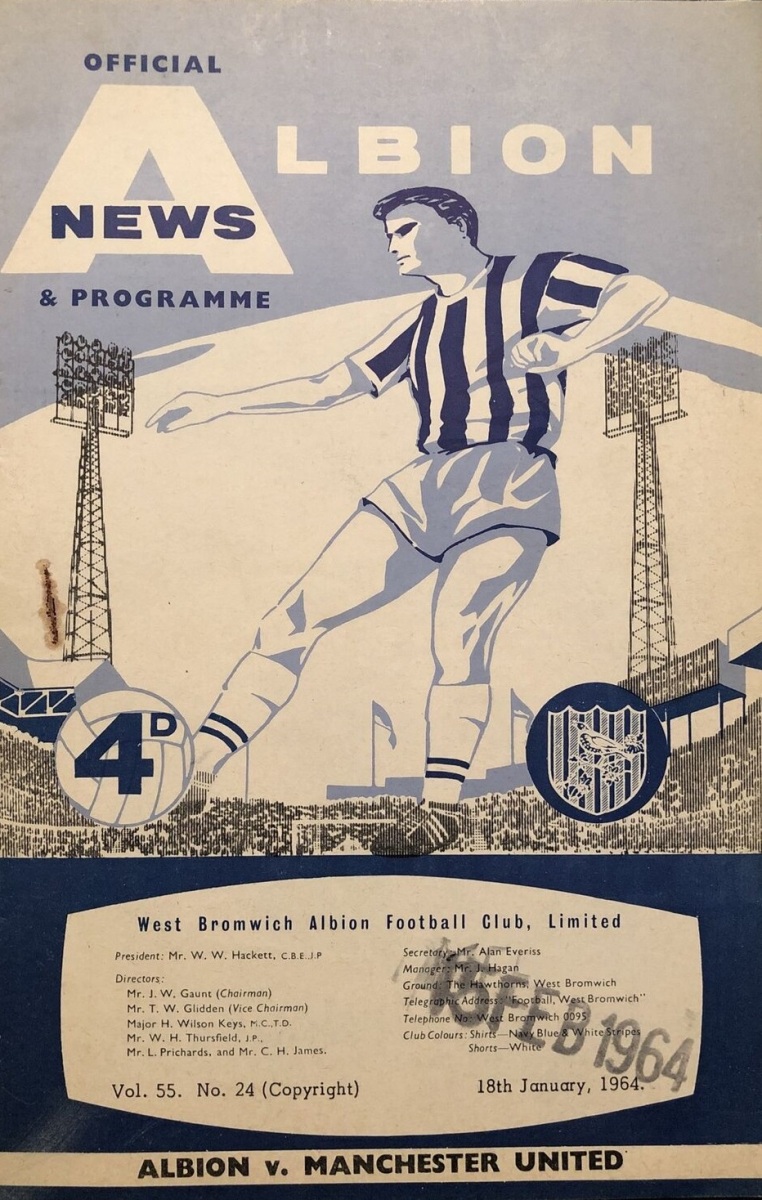 OFFICIAL
ALBION
NEWS
& PROGRAMME
4D
West Bromwich Albion Football Club, Limited
President: Mr. W. W. Hackett, C.B.E.,J.P
Directors:
Mr. J. W. Gaunt (Chairman)
Mr. T. W. Glidden (Vice Chairman)
Major H. Wilson Keys, M.C.,T.D.
Mr. W. H. Thursfield, J.P.,
Mr. L. Prichards, and Mr. C. H. James.
Secretary: Mr. Alan Everiss
Manager: Mr. J. Hagan
Ground: The Hawthorns, West Bromwich
Telegraphic Address: "Football, West Bromwich"
Telephone No: West Bromwich 0095
Club Colours: Shirts—Navy Blue & White Stripes
Shorts—White
FEB 1964
Vol. 55. No. 24 (Copyright)
18th January, 1964.
ALBION v. MANCHESTER UNITED